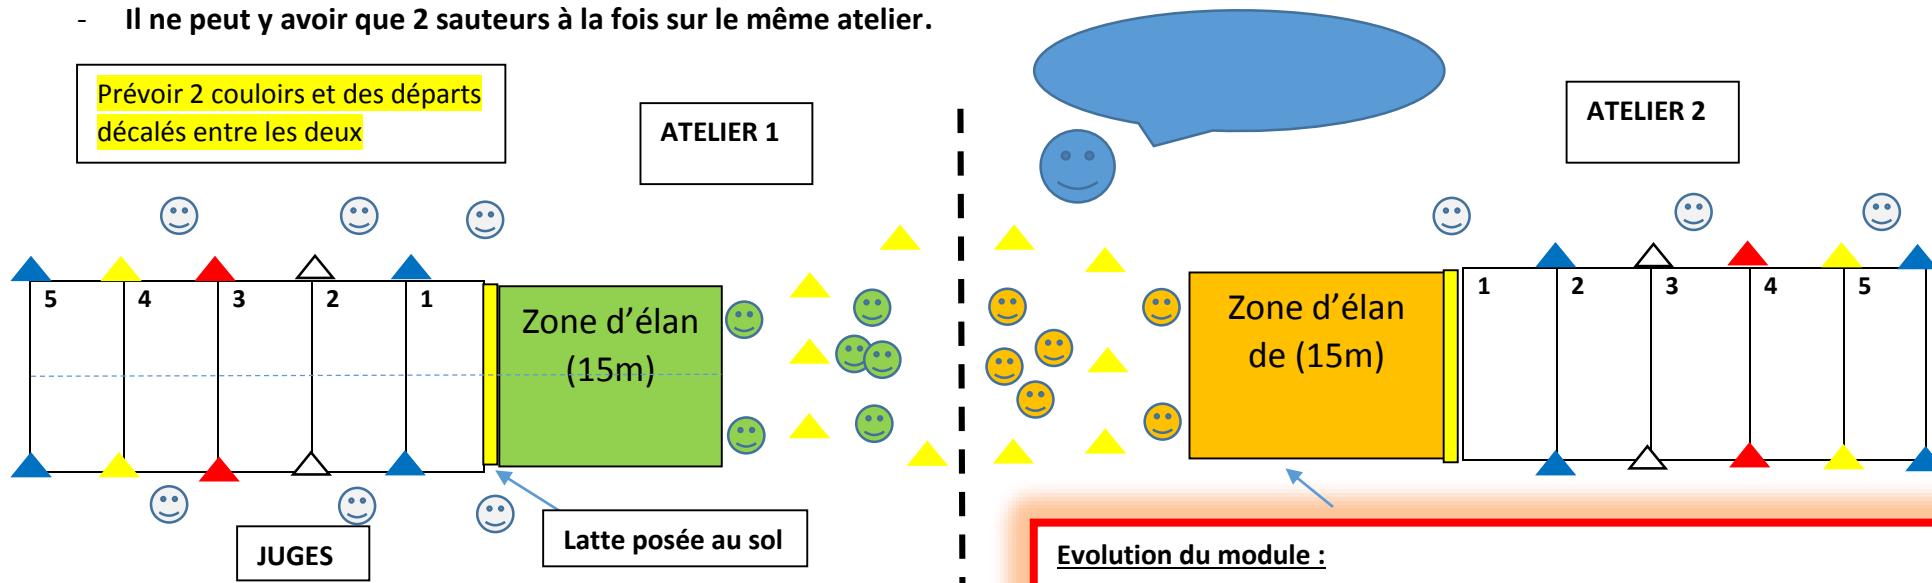 - Il ne peut y avoir que 2 sauteurs à la fois sur le même atelier.
Prévoir 2 couloirs et des départs
décalés entre les deux
ATELIER 1
ATELIER 2
5 4 3 2 1
Zone d’élan
(15m)
Zone d’élan
de (15m)
1 2 3 4 5
JUGES
Latte posée au sol
Evolution du module :